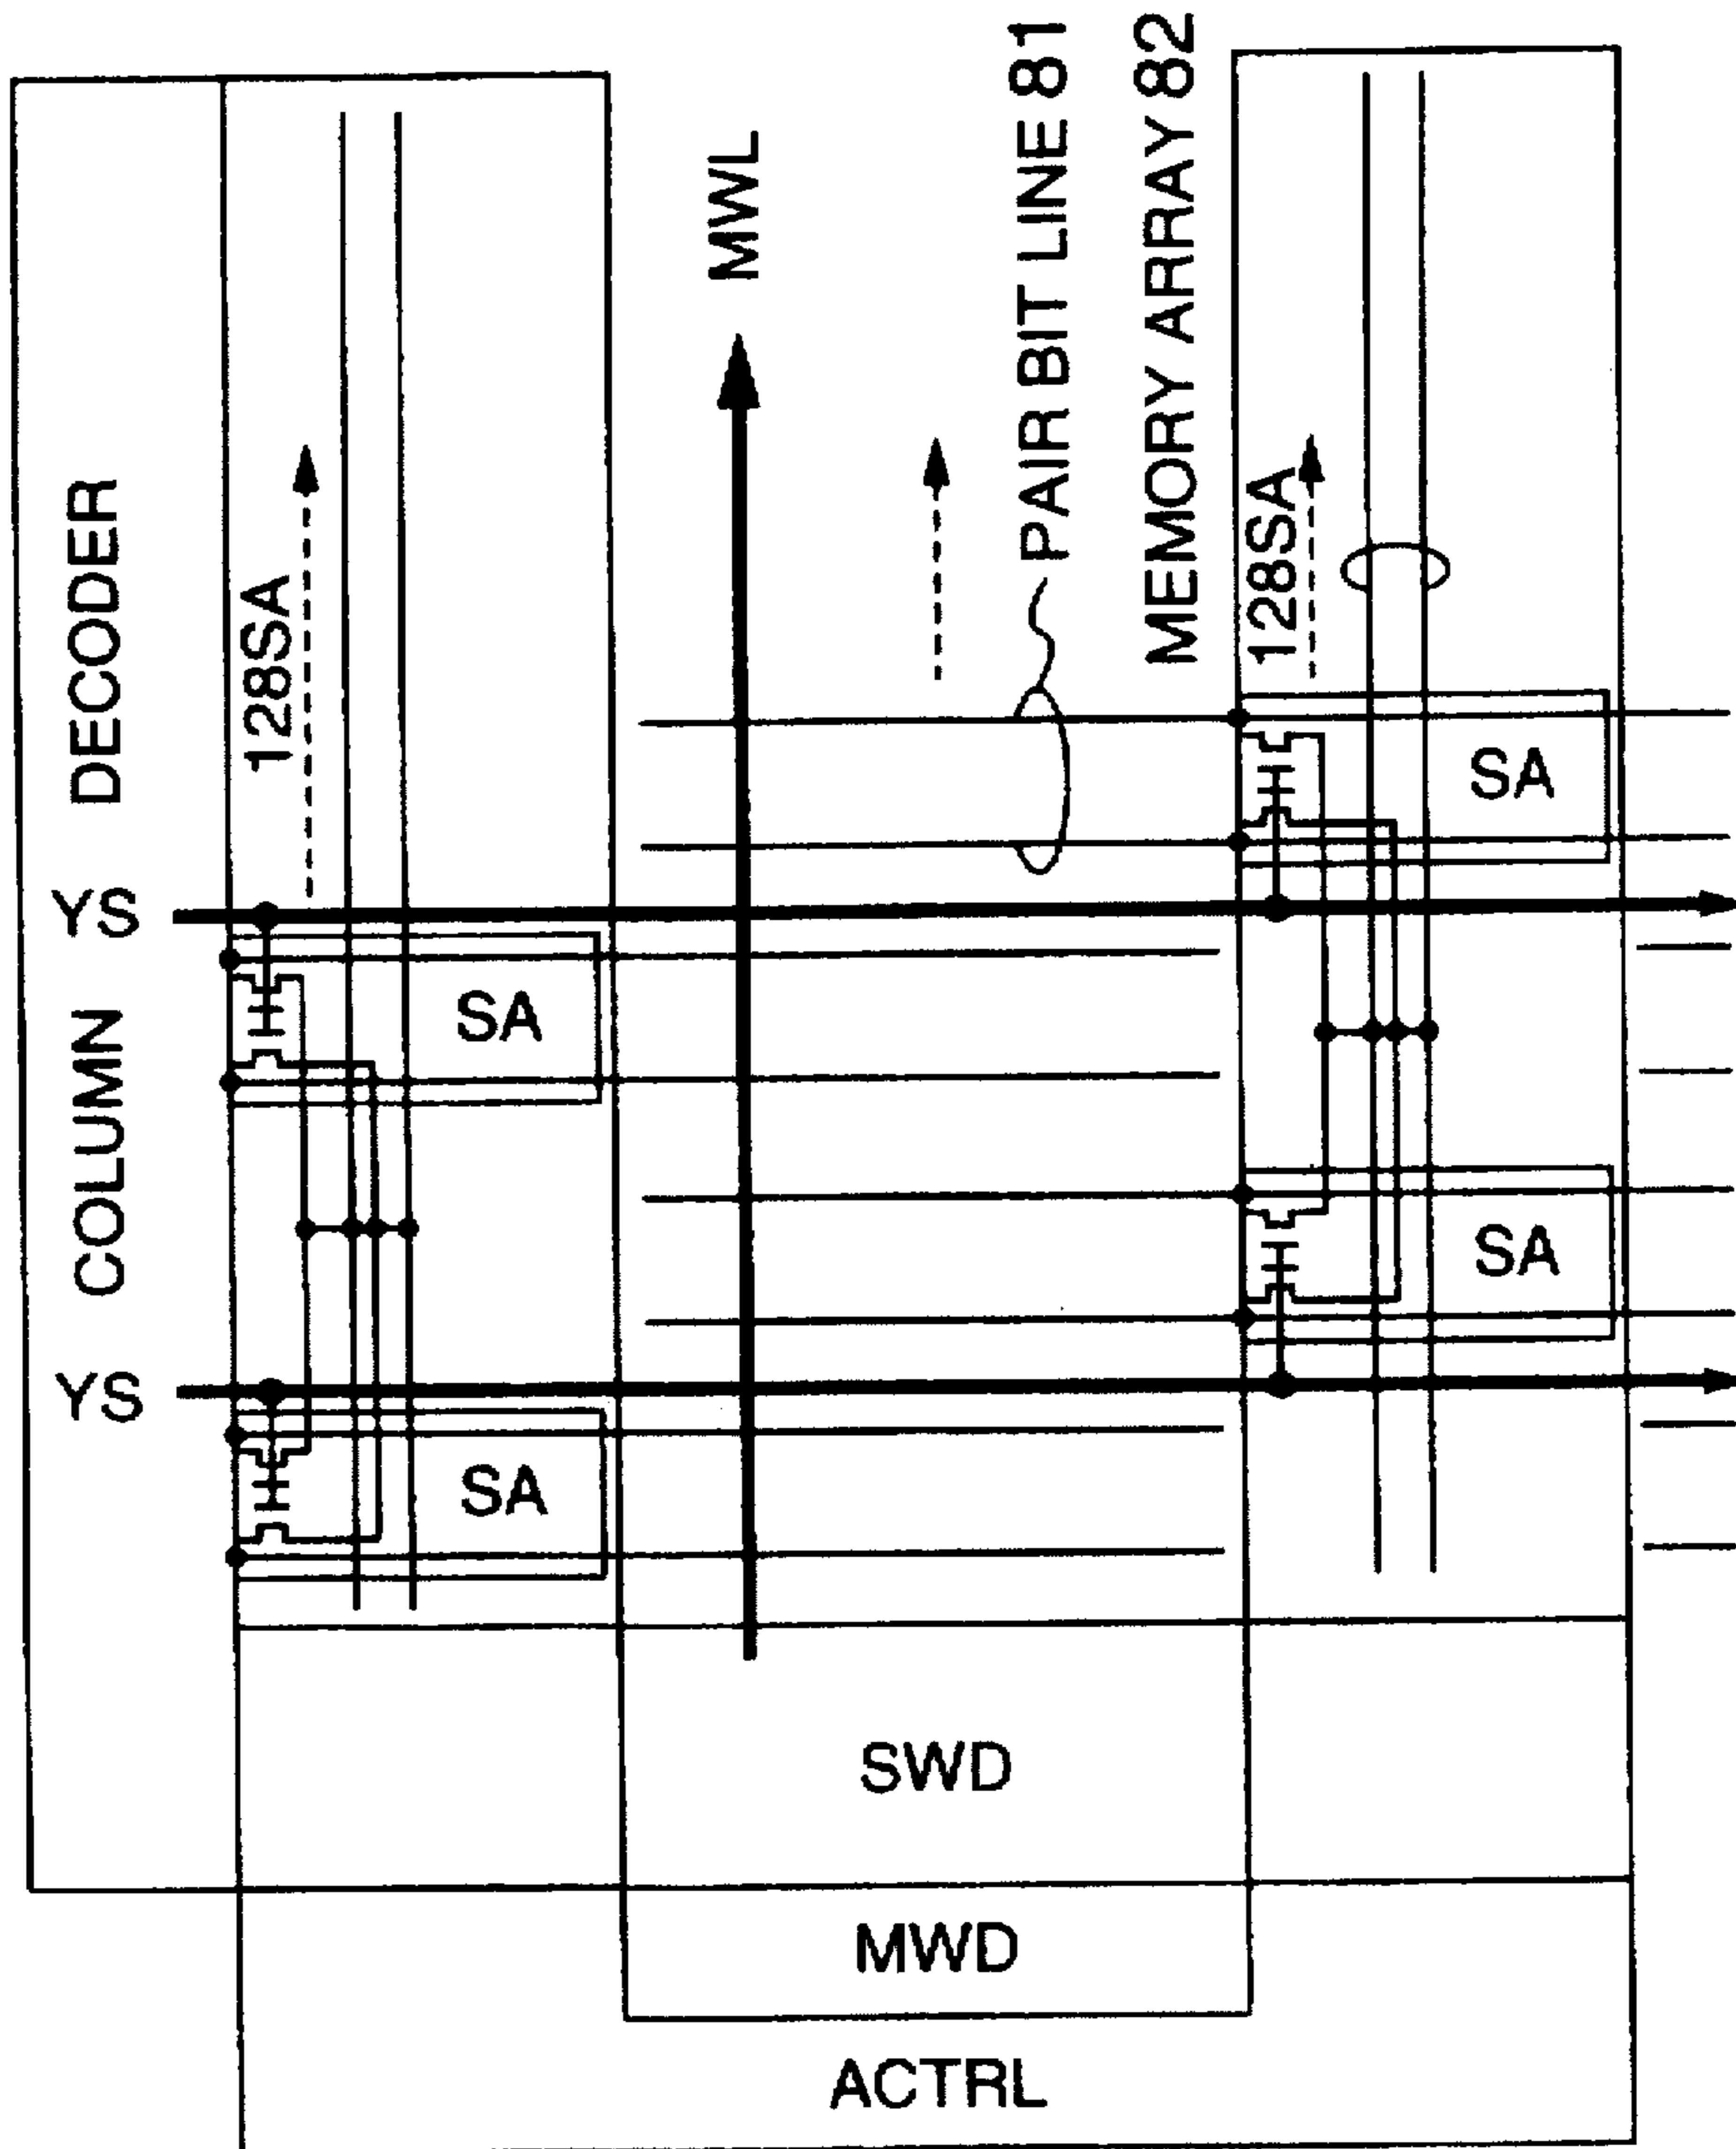 COLUMN DECODER
YS
YS
128SA
SA
SA
MWL
PAIR BIT LINE 81
MEMORY ARRAY 82
128SA
SA
SA
SWD
MWD
ACTRL